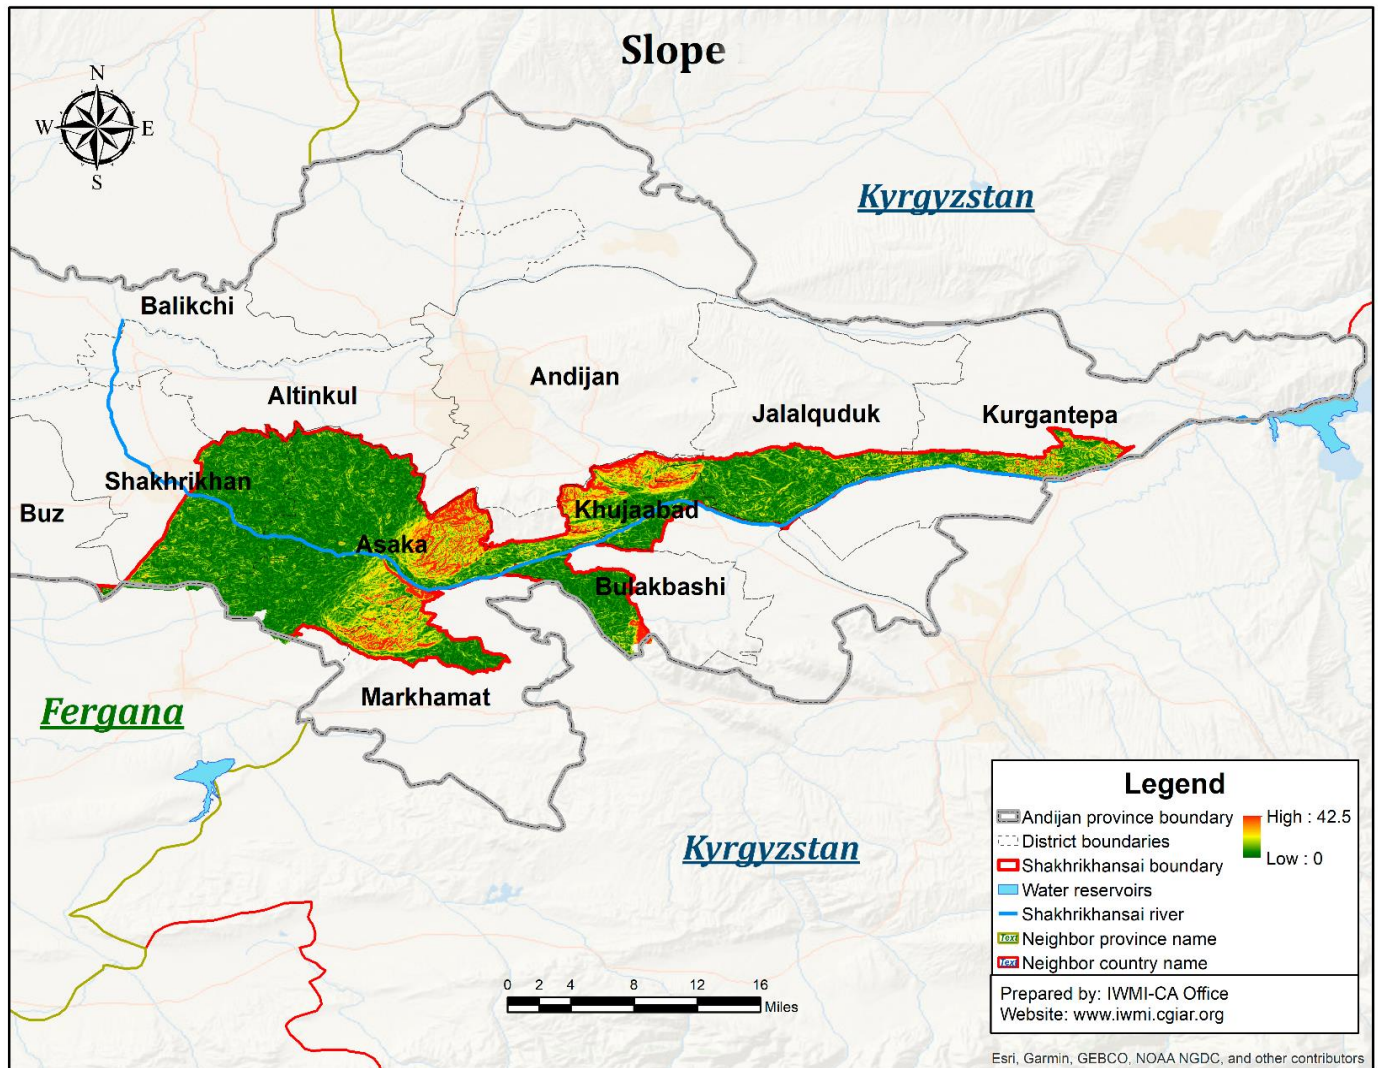 Slope
N
W E
S
Kyrgyzstan
Balikchi
Andijan
Altinkul
Jalalquduk
Kurgantepa
Shakhrikhan
Buz
Khujaabad
Asaka
Bulakbashi
Markhamat
Fergana
Kyrgyzstan
Legend
Andijan province boundary
High : 42.5
District boundaries
Low : 0
Shakhrikhansai boundary
Water reservoirs
Shakhrikhansai river
Text Neighbor province name
Text Neighbor country name
Prepared by: IWMI-CA Office
Website: www.iwmi.cgiar.org
0 2 4 8 12 16
Miles
Esri, Garmin, GEBCO, NOAA NGDC, and other contributors